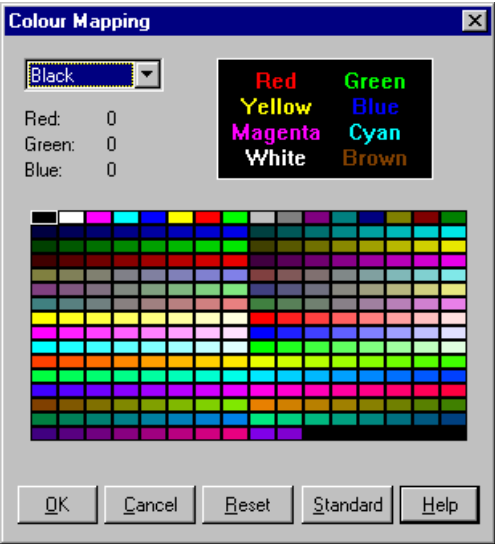 Colour Mapping
Black
Red: 0
Green: 0
Blue: 0
Red Green
Yellow Blue
Magenta Cyan
White Brown
OK Cancel Reset Standard Help